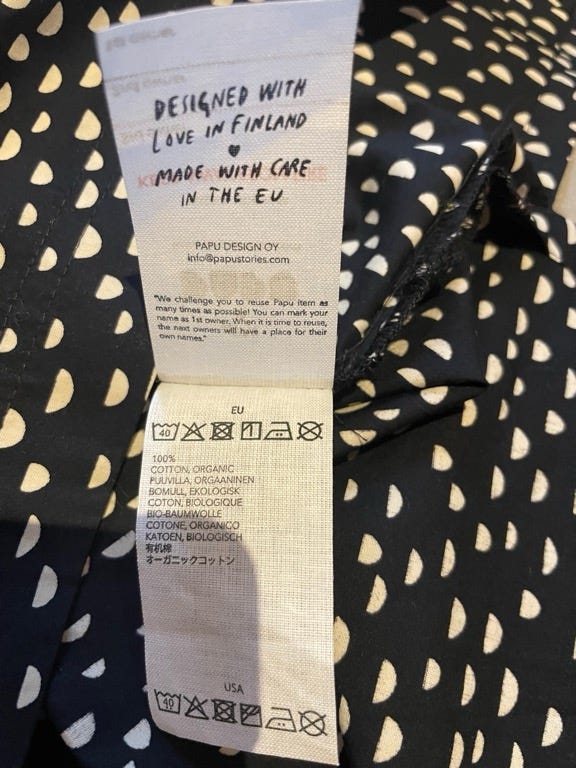 DESIGNED WITH
LOVE IN FINLAND
MADE WITH CARE
IN THE EU
PAPU DESIGN OY
info@papustories.com
"We challenge you to reuse Papu item as
many times as possible! You can mark your
name as 1st owner. When it is time to reuse,
the next owners will have a place for their
own names."
EU
40
100%
COTTON, ORGANIC
PUUVILLA, ORGAANINEN
BOMULL, EKOLOGISK
COTON, BIOLOGIQUE
BIO-BAUMWOLLE
COTONE, ORGANICO
KATOEN, BIOLOGISCH
有机棉
オーガニックコットン
USA
40